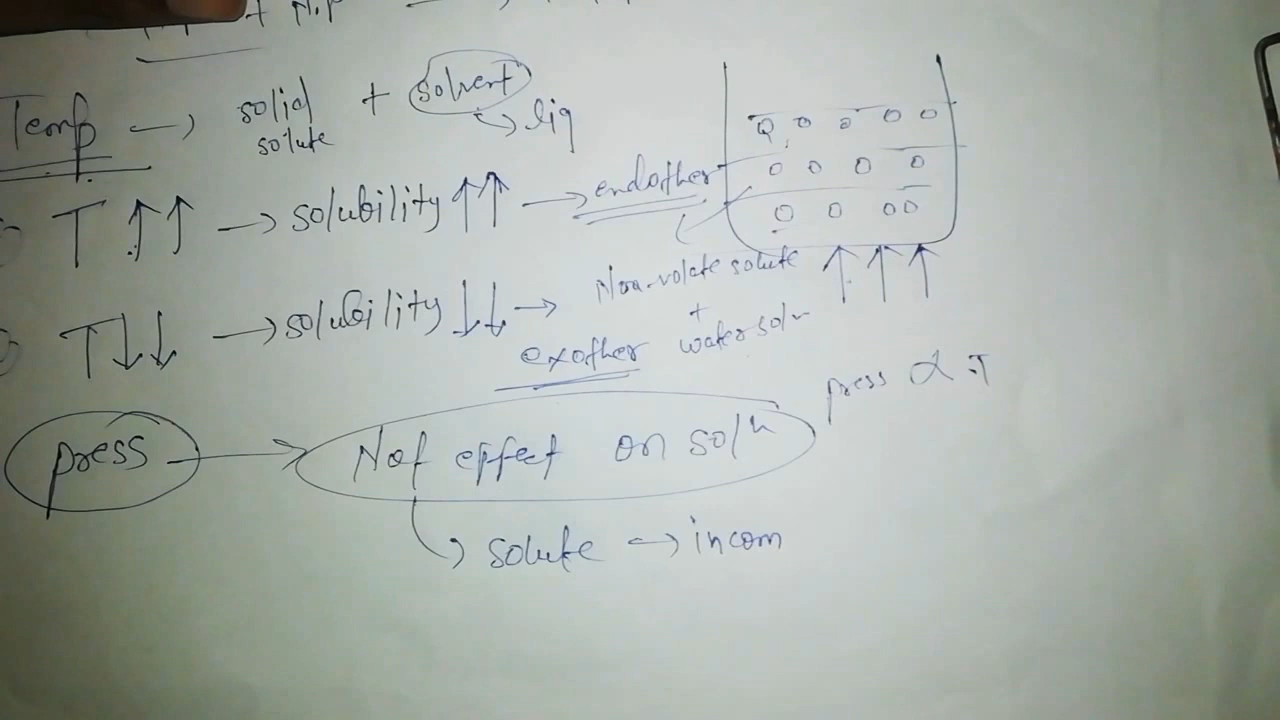 Temp → solid + solvent
solute → liq
T ↑↑ → solubility ↑↑ → endother
Non-volate solute
+
water soln
T ↓↓ → solubility ↓↓ →
exother
press ∝ T
press → Not effect on soln
→ solute → incom